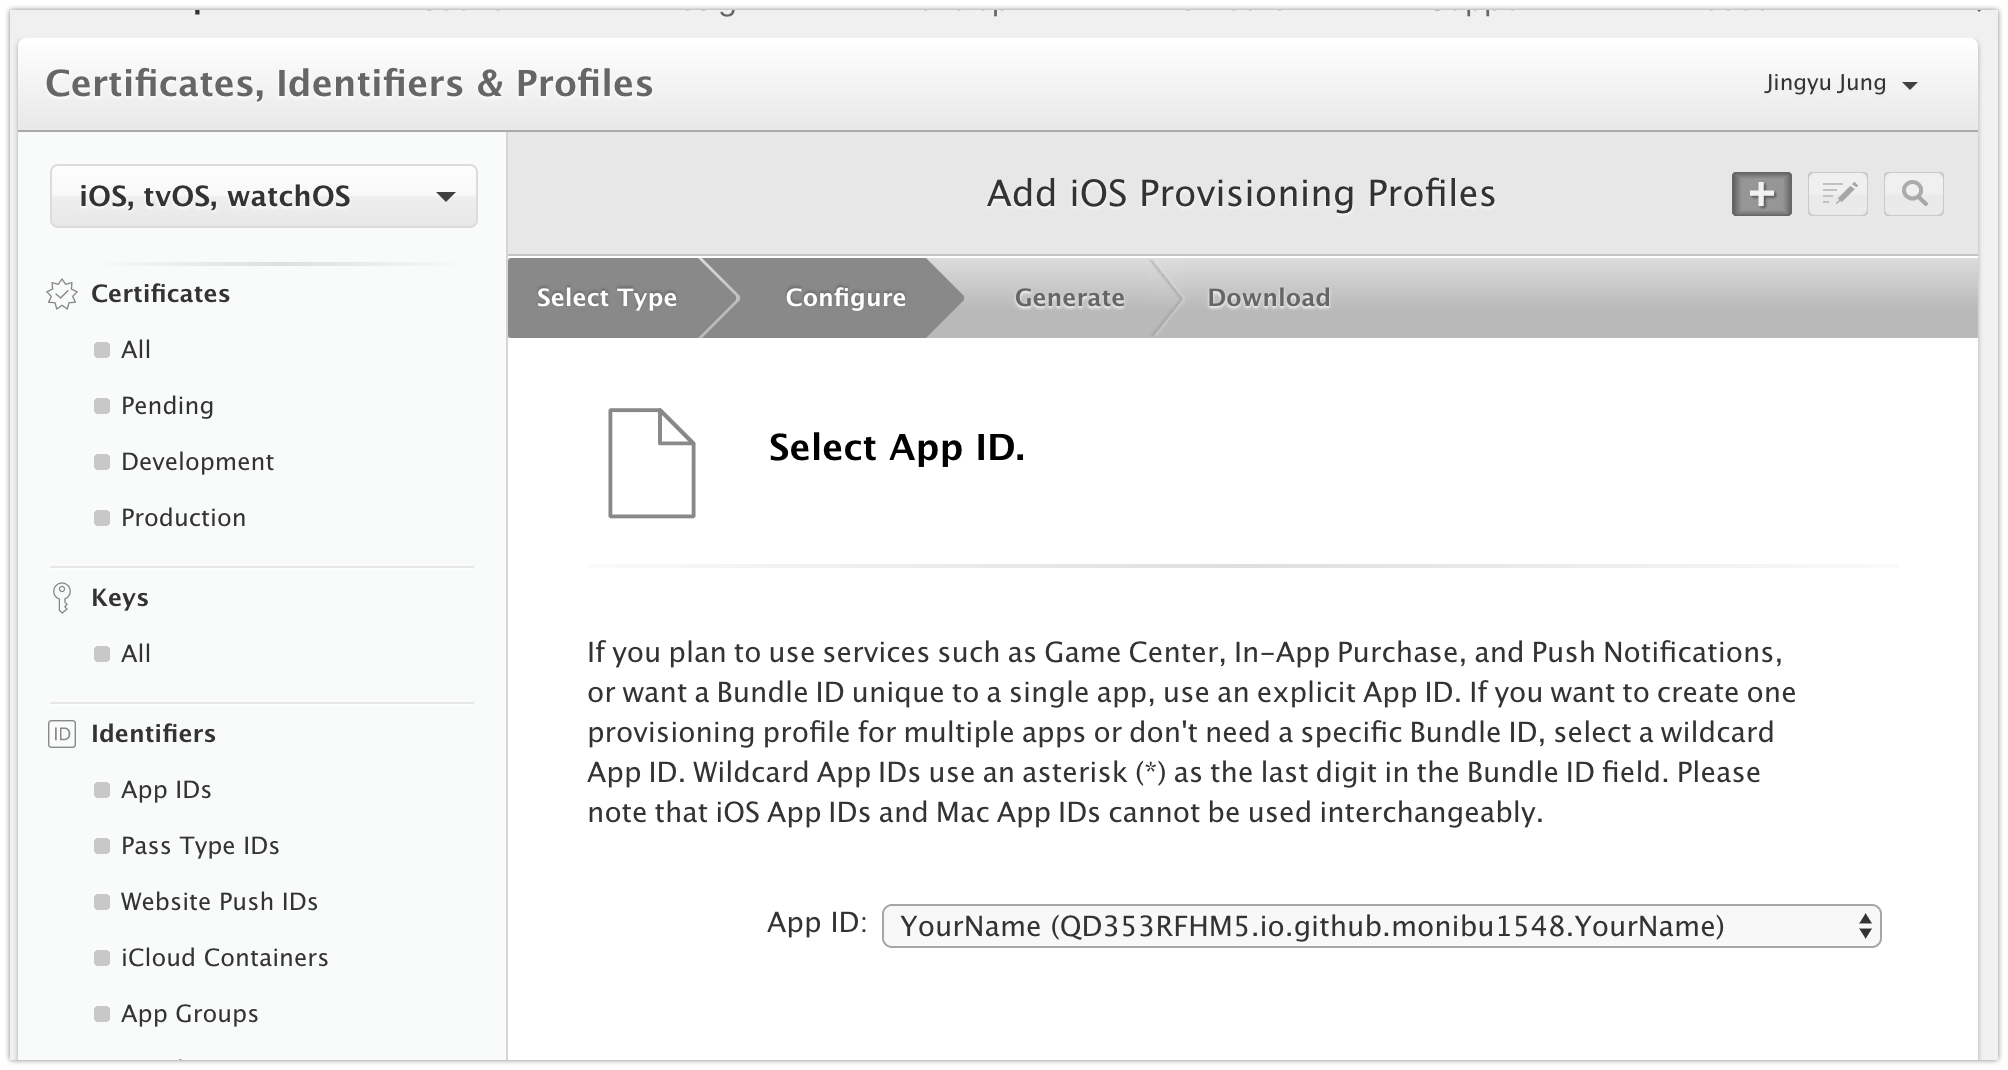 Certificates, Identifiers & Profiles
Jingyu Jung
iOS, tvOS, watchOS
Add iOS Provisioning Profiles
Select Type
Configure
Generate
Download
Certificates
All
Pending
Development
Production
Keys
All
ID
Identifiers
App IDs
Pass Type IDs
Website Push IDs
iCloud Containers
App Groups
Select App ID.
If you plan to use services such as Game Center, In-App Purchase, and Push Notifications,
or want a Bundle ID unique to a single app, use an explicit App ID. If you want to create one
provisioning profile for multiple apps or don't need a specific Bundle ID, select a wildcard
App ID. Wildcard App IDs use an asterisk (*) as the last digit in the Bundle ID field. Please
note that iOS App IDs and Mac App IDs cannot be used interchangeably.
App ID: YourName (QD353RFHM5.io.github.monibu1548.YourName)